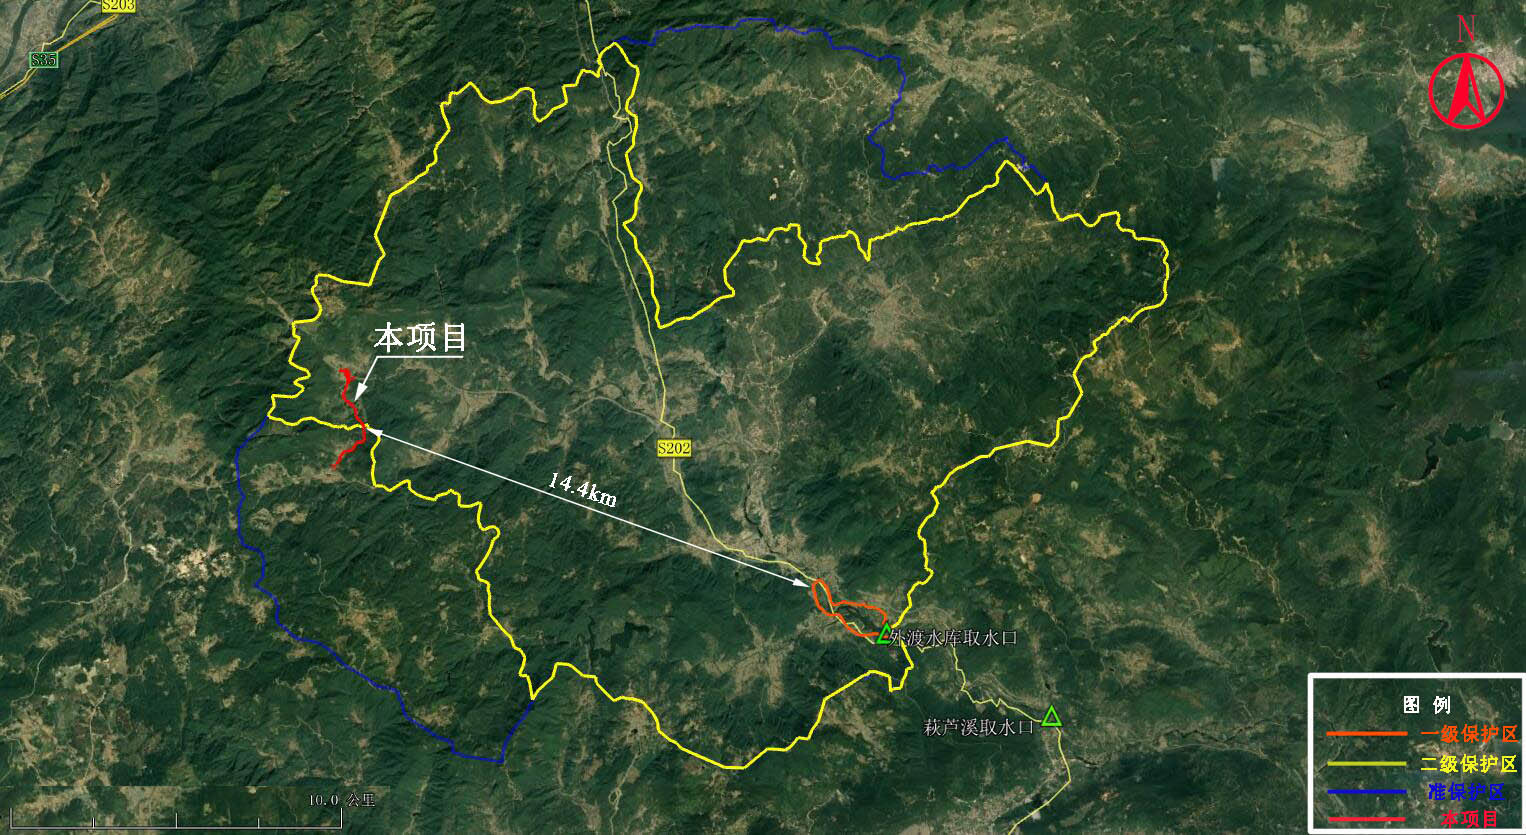 S203
N
S35
本项目
S202
14.4km
外渡水库取水口
萩芦溪取水口
图 例
一级保护区
二级保护区
准保护区
本项目
10.0 公里